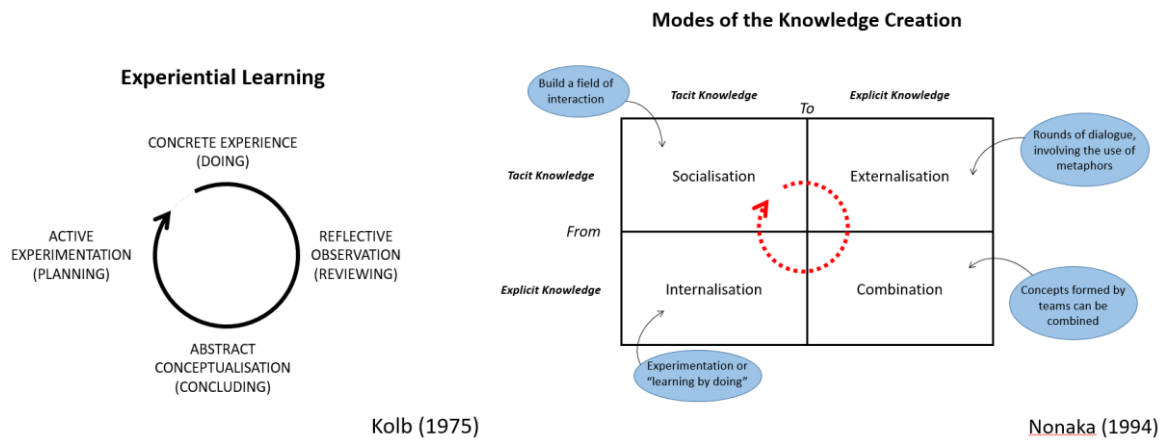 Experiential Learning
CONCRETE EXPERIENCE
(DOING)
ACTIVE
EXPERIMENTATION
(PLANNING)
REFLECTIVE
OBSERVATION
(REVIEWING)
ABSTRACT
CONCEPTUALISATION
(CONCLUDING)
Kolb (1975)
Modes of the Knowledge Creation
Build a field of
interaction
Tacit Knowledge
To
Explicit Knowledge
Rounds of dialogue,
involving the use of
metaphors
Tacit Knowledge
Socialisation
Externalisation
From
Explicit Knowledge
Internalisation
Combination
Concepts formed by
teams can be
combined
Experimentation or
“learning by doing”
Nonaka (1994)